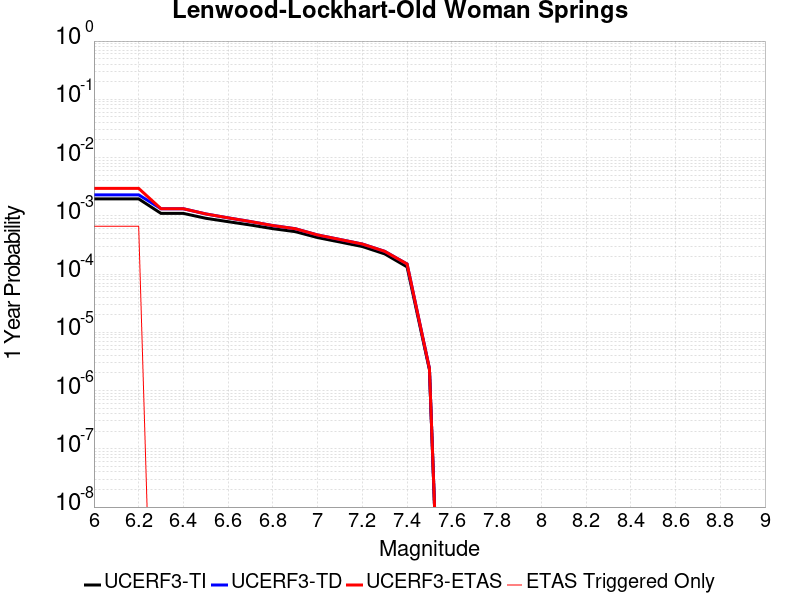 Lenwood-Lockhart-Old Woman Springs
10^0
10^-1
10^-2
10^-3
10^-4
10^-5
10^-6
10^-7
10^-8
1 Year Probability
6 6.2 6.4 6.6 6.8 7 7.2 7.4 7.6 7.8 8 8.2 8.4 8.6 8.8 9
Magnitude
UCERF3-TI UCERF3-TD UCERF3-ETAS ETAS Triggered Only